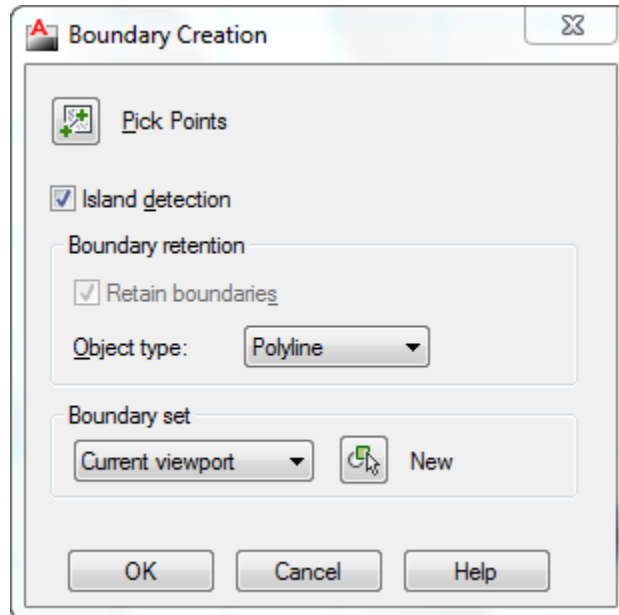 Boundary Creation
Pick Points
Island detection
Boundary retention
Retain boundaries
Object type: Polyline
Boundary set
Current viewport New
OK Cancel Help